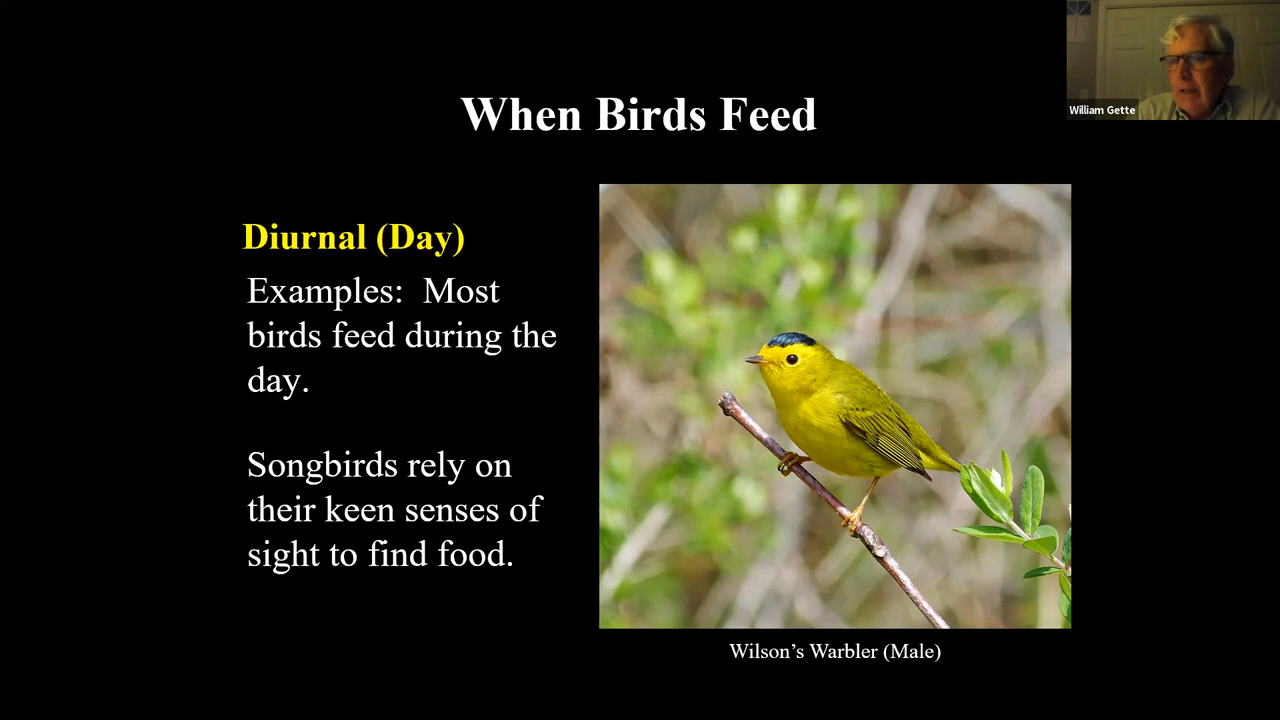 William Gette
When Birds Feed
Diurnal (Day)
Examples:  Most
birds feed during the
day.
Songbirds rely on
their keen senses of
sight to find food.
Wilson’s Warbler (Male)